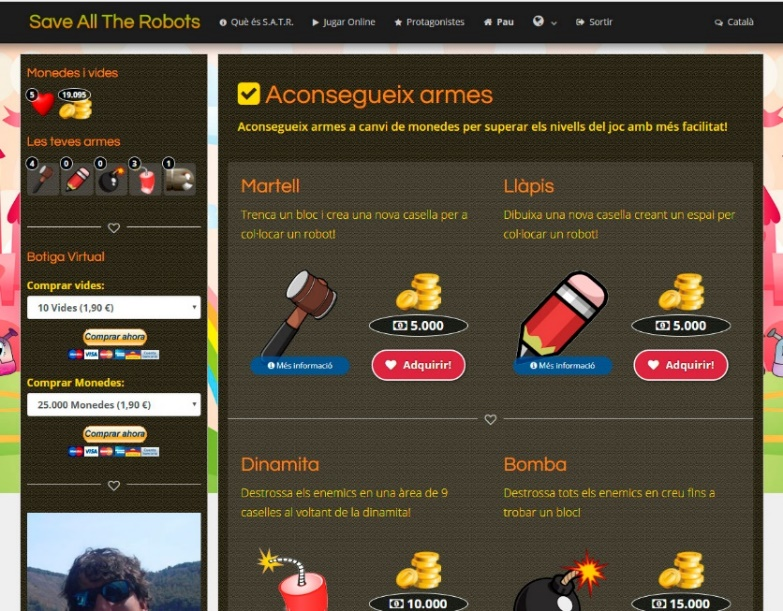 Save All The Robots
Què és S.A.T.R.
Jugar Online
Protagonistes
Pau
Sortir
Català
Monedes i vides
5
19.095
Les teves armes
4
0
0
3
1
Botiga Virtual
Comprar vides:
10 Vides (1,90 €)
Comprar ahora
VISA
Comprar Monedes:
25.000 Monedes (1,90 €)
Comprar ahora
VISA
Aconsegueix armes
Aconsegueix armes a canvi de monedes per superar els nivells del joc amb més facilitat!
Martell
Trenca un bloc i crea una nova casella per a
col·locar un robot!
5.000
Més informació
Adquirir!
Llàpis
Dibuixa una nova casella creant un espai per
col·locar un robot!
5.000
Més informació
Adquirir!
Dinamita
Destrossa els enemics en una àrea de 9
caselles al voltant de la dinamita!
10.000
Bomba
Destrossa tots els enemics en creu fins a
trobar un bloc!
15.000